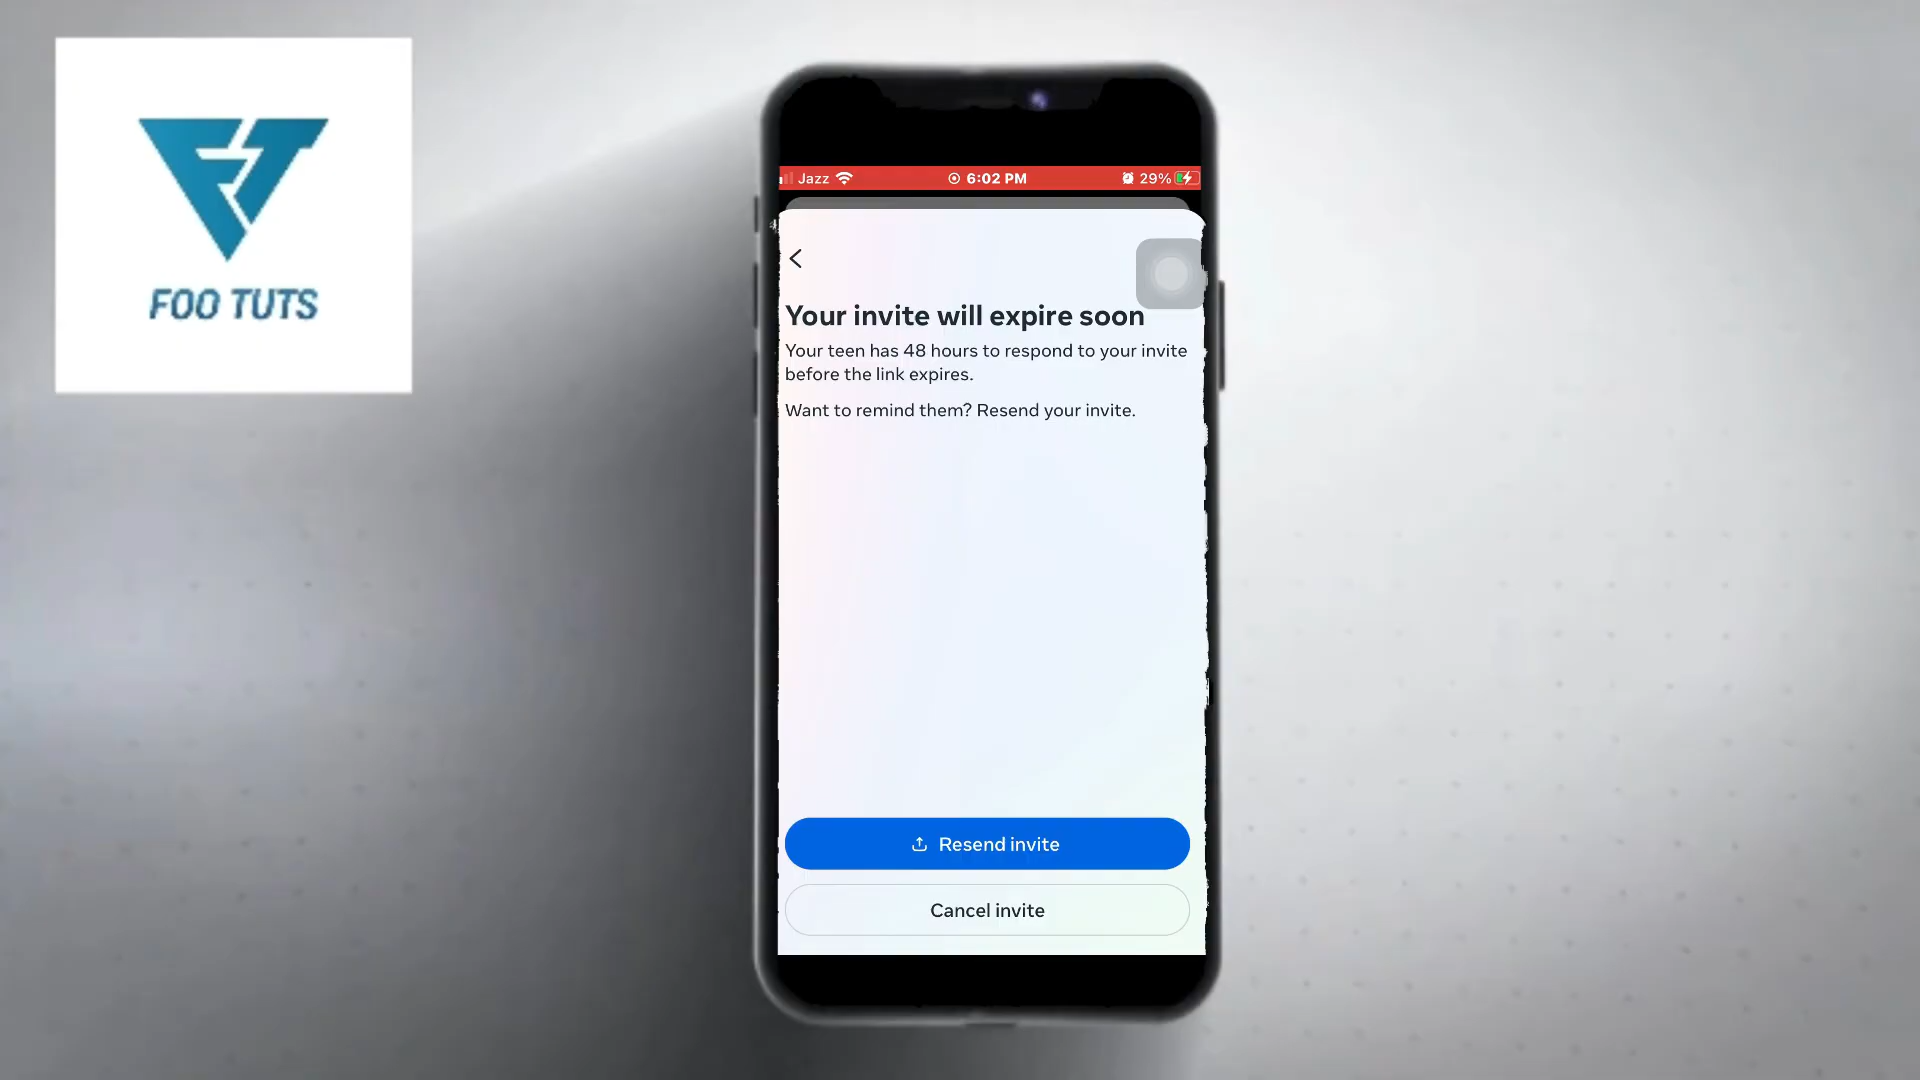 FOO TUTS
Jazz
6:02 PM
29%
Your invite will expire soon
Your teen has 48 hours to respond to your invite
before the link expires.
Want to remind them? Resend your invite.
Resend invite
Cancel invite